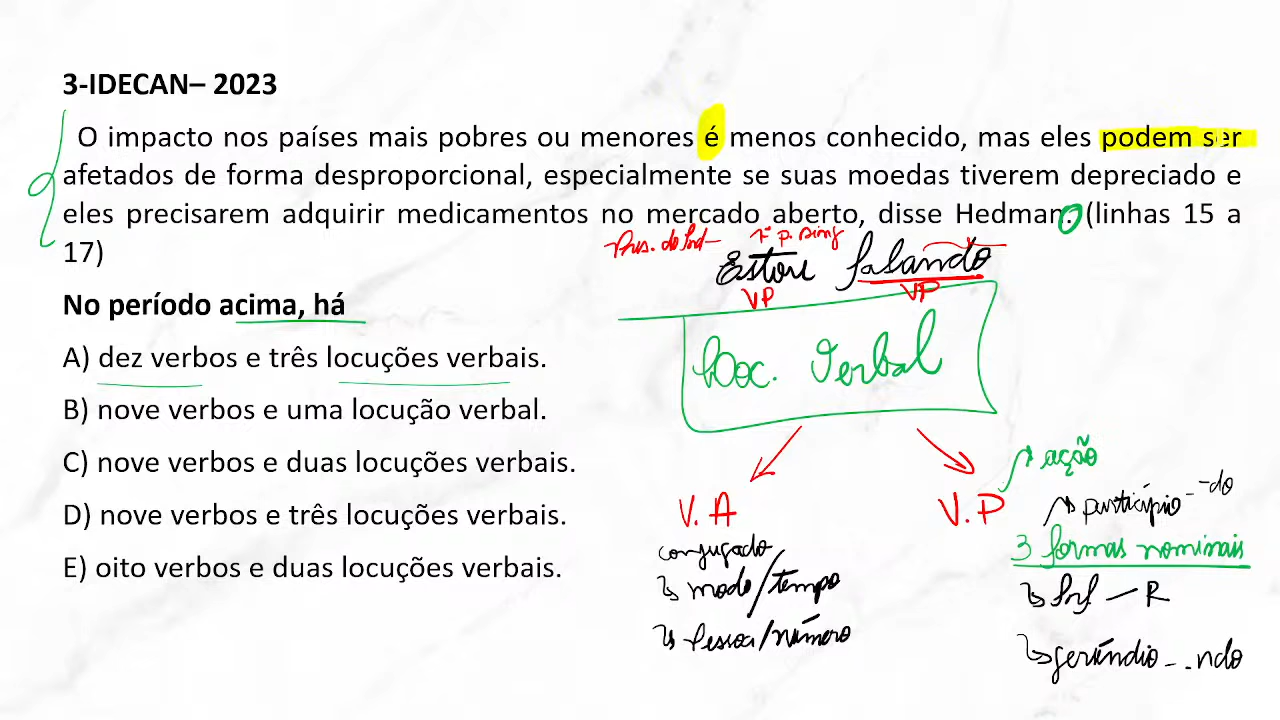 3-IDECAN– 2023
O impacto nos países mais pobres ou menores é menos conhecido, mas eles podem ser
afetados de forma desproporcional, especialmente se suas moedas tiverem depreciado e
eles precisarem adquirir medicamentos no mercado aberto, disse Hedman. (linhas 15 a
17)
Pres. do Ind 1ª p. sing
Estou falando
VP VP
No período acima, há
A) dez verbos e três locuções verbais.
B) nove verbos e uma locução verbal.
C) nove verbos e duas locuções verbais.
D) nove verbos e três locuções verbais.
E) oito verbos e duas locuções verbais.
Loc. Verbal
V.A
conjugado
modo/tempo
Pessoa/número
V.P
ação
particípio -do
3 formas nominais
Inf — R
gerúndio -ndo